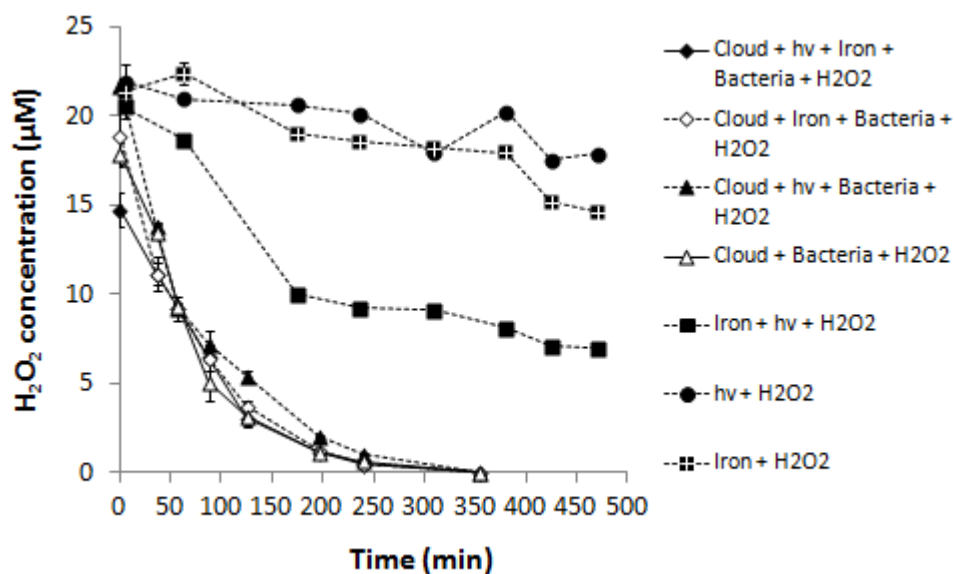 25
20
15
10
5
0
H₂O₂ concentration (µM)
0 50 100 150 200 250 300 350 400 450 500
Time (min)
Cloud + hv + Iron +
Bacteria + H2O2
Cloud + Iron + Bacteria +
H2O2
Cloud + hv + Bacteria +
H2O2
Cloud + Bacteria + H2O2
Iron + hv + H2O2
hv + H2O2
Iron + H2O2